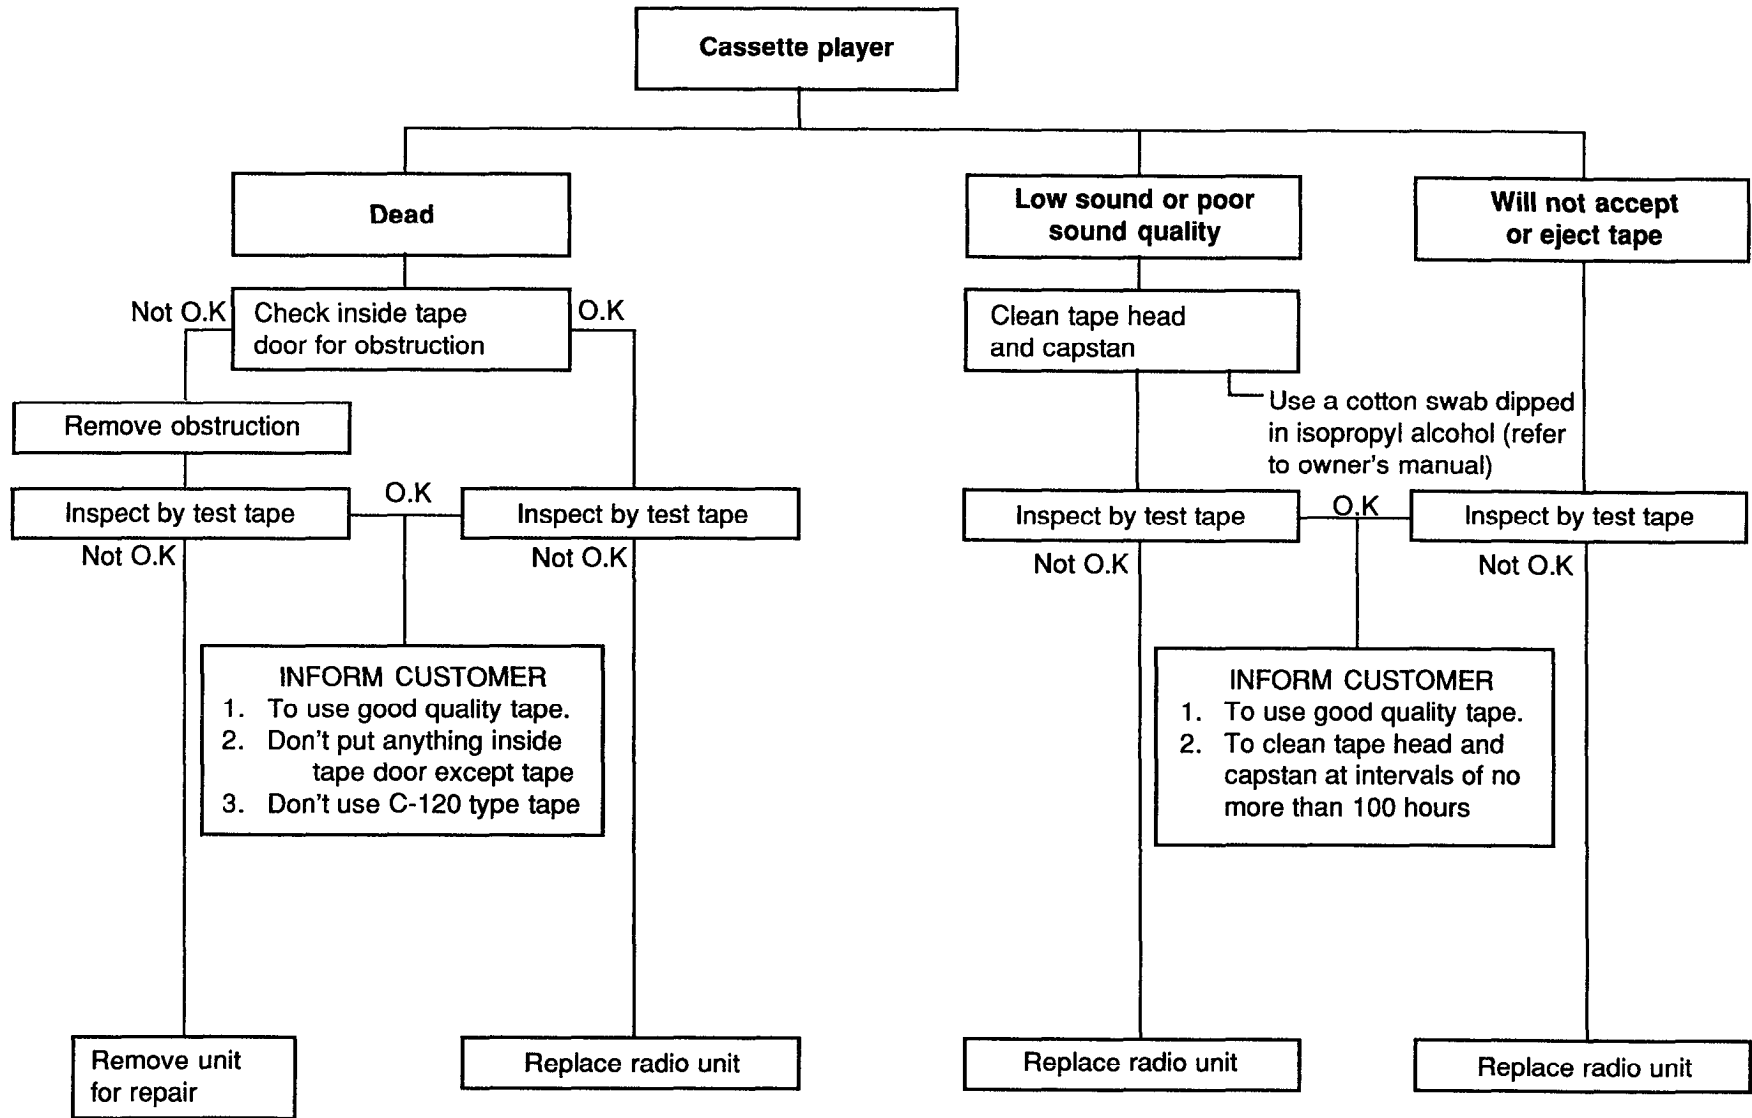 Cassette player
Dead
Low sound or poor
sound quality
Will not accept
or eject tape
Not O.K
Check inside tape
door for obstruction
O.K
Clean tape head
and capstan
Use a cotton swab dipped
in isopropyl alcohol (refer
to owner's manual)
Remove obstruction
Inspect by test tape
O.K
Inspect by test tape
Inspect by test tape
O.K
Inspect by test tape
Not O.K
Not O.K
Not O.K
Not O.K
INFORM CUSTOMER
1. To use good quality tape.
2. Don't put anything inside
tape door except tape
3. Don't use C-120 type tape
INFORM CUSTOMER
1. To use good quality tape.
2. To clean tape head and
capstan at intervals of no
more than 100 hours
Remove unit
for repair
Replace radio unit
Replace radio unit
Replace radio unit